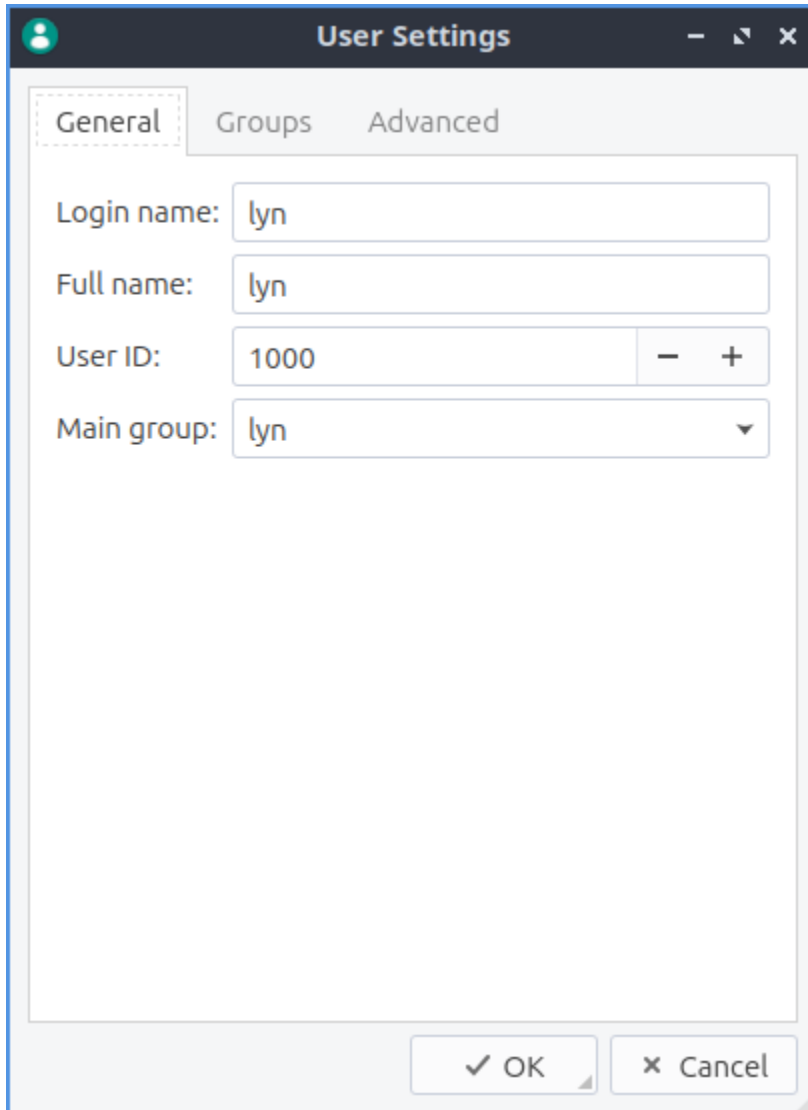 User Settings
General Groups Advanced
Login name: lyn
Full name: lyn
User ID: 1000
Main group: lyn
OK Cancel